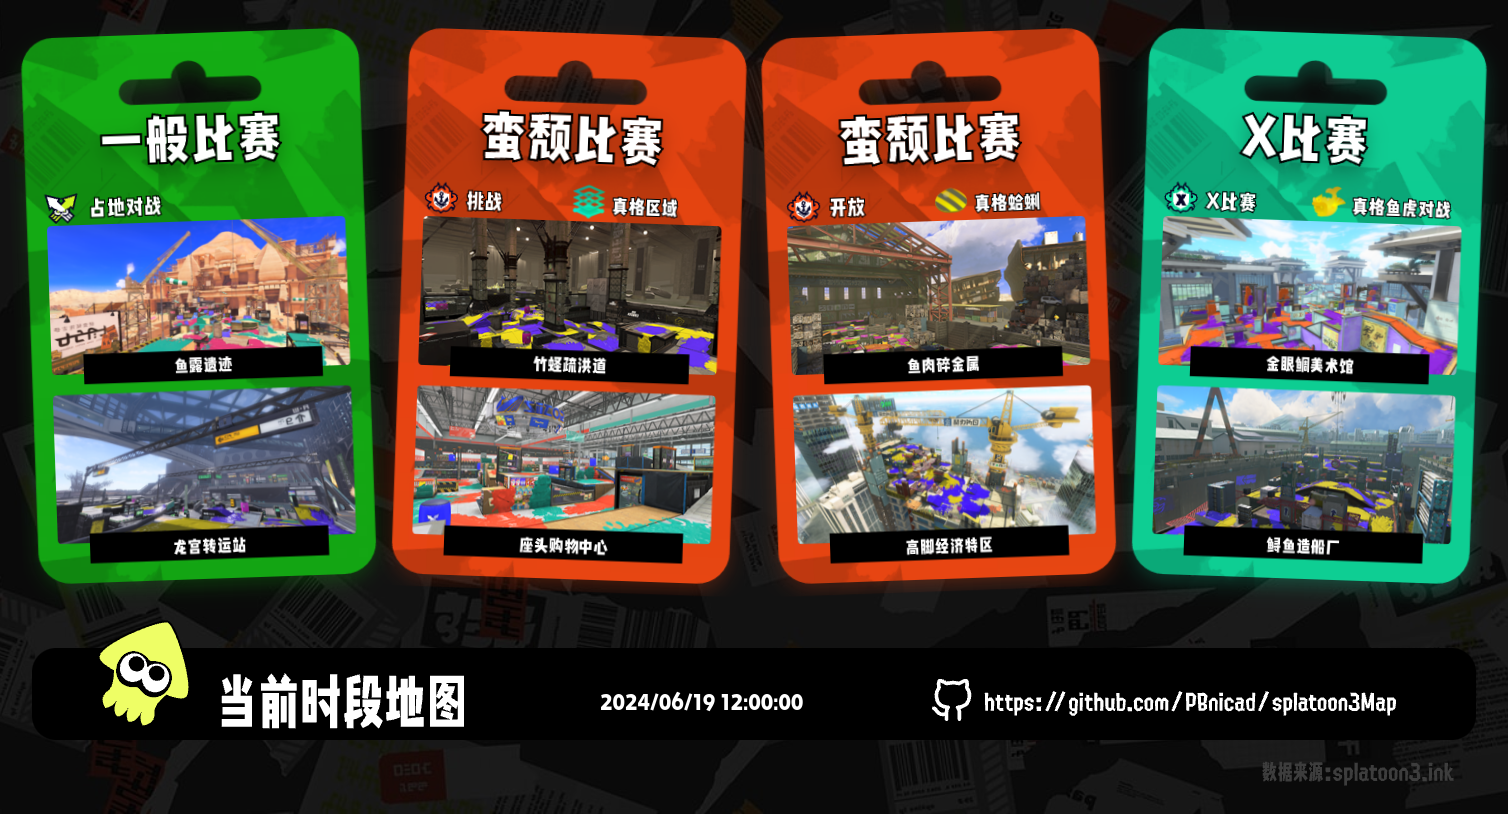 一般比赛
占地对战
鱼露遗迹
龙宫转运站
蛮颓比赛
挑战
真格区域
竹蛏疏洪道
座头购物中心
蛮颓比赛
开放
真格蛤蜊
鱼肉碎金属
高脚经济特区
X比赛
X比赛
真格鱼虎对战
金眼鲷美术馆
鲟鱼造船厂
当前时段地图
2024/06/19 12:00:00
https://github.com/PBnicad/splatoon3Map
数据来源:splatoon3.ink